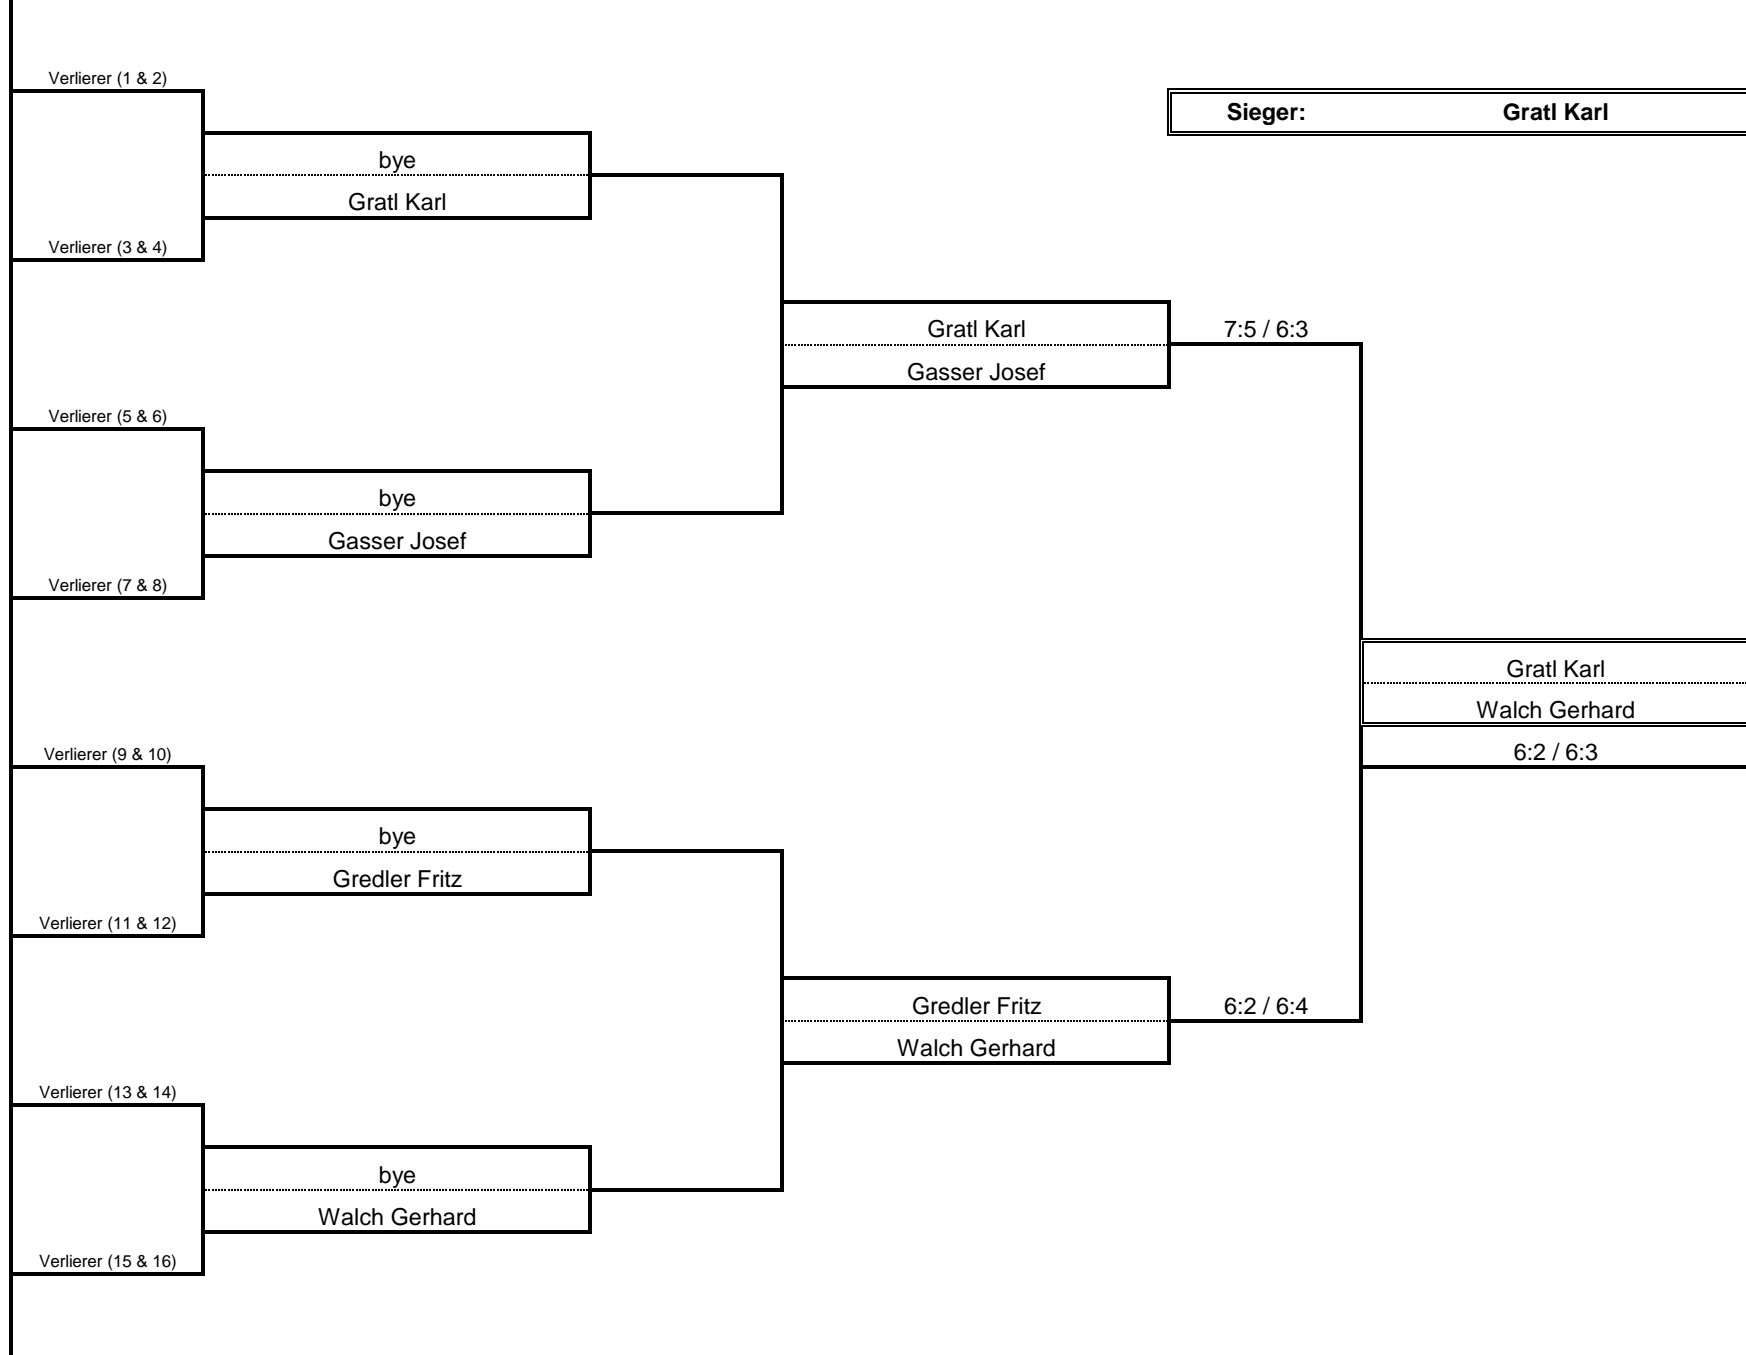 Verlierer (1 & 2)
Sieger: Gratl Karl
bye
Gratl Karl
Verlierer (3 & 4)
Gratl Karl 7:5 / 6:3
Gasser Josef
Verlierer (5 & 6)
bye
Gasser Josef
Verlierer (7 & 8)
Gratl Karl
Walch Gerhard
Verlierer (9 & 10) 6:2 / 6:3
bye
Gredler Fritz
Verlierer (11 & 12)
Gredler Fritz 6:2 / 6:4
Walch Gerhard
Verlierer (13 & 14)
bye
Walch Gerhard
Verlierer (15 & 16)